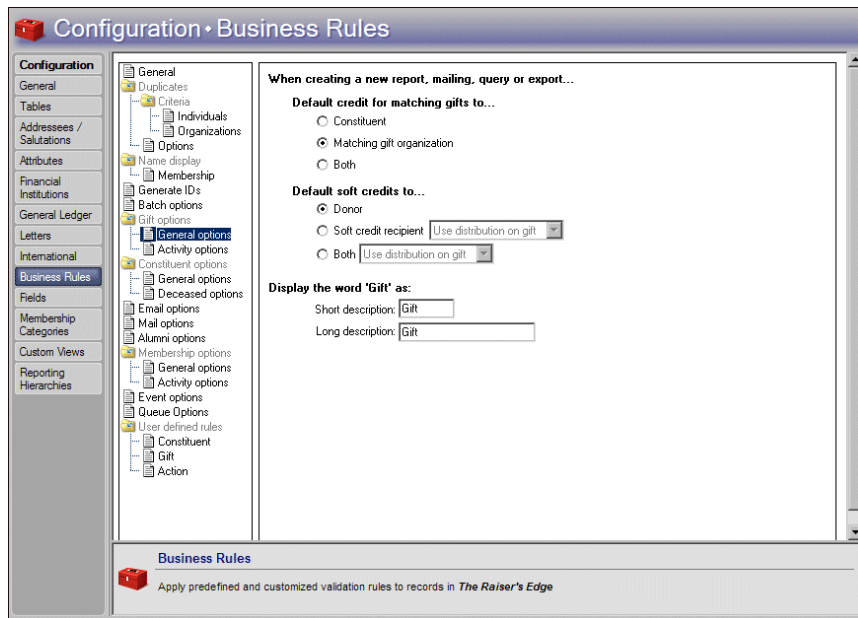 Configuration • Business Rules
Configuration
General
Tables
Addressees /
Salutations
Attributes
Financial
Institutions
General Ledger
Letters
International
Business Rules
Fields
Membership
Categories
Custom Views
Reporting
Hierarchies
General
Duplicates
Criteria
Individuals
Organizations
Options
Name display
Membership
Generate IDs
Batch options
Gift options
General options
Activity options
Constituent options
General options
Deceased options
Email options
Mail options
Alumni options
Membership options
General options
Activity options
Event options
Queue Options
User defined rules
Constituent
Gift
Action
When creating a new report, mailing, query or export...
Default credit for matching gifts to...
Constituent
Matching gift organization
Both
Default soft credits to...
Donor
Soft credit recipient Use distribution on gift
Both Use distribution on gift
Display the word 'Gift' as:
Short description: Gift
Long description: Gift
Business Rules
Apply predefined and customized validation rules to records in The Raiser's Edge